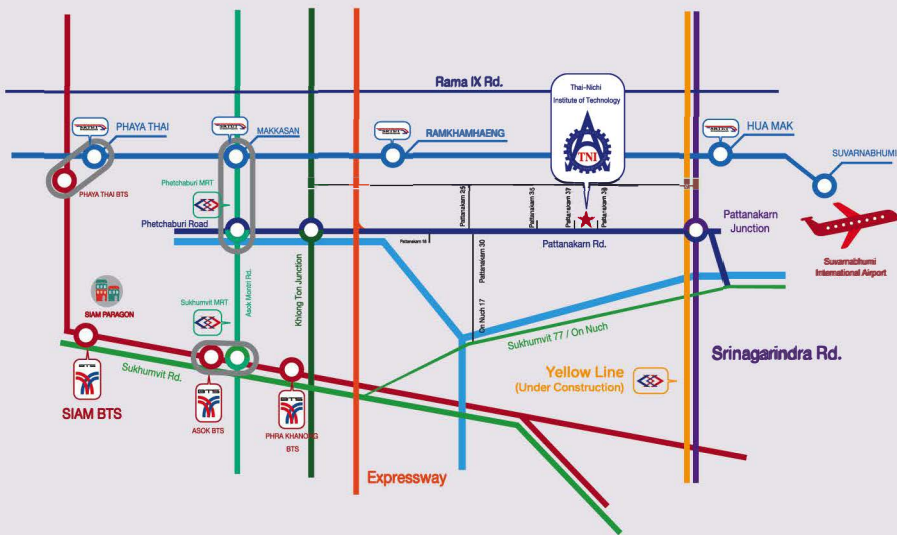 Rama IX Rd.
Thai-Nichi
Institute of Technology
TNI
PHAYA THAI
MAKKASAN
RAMKHAMHAENG
HUA MAK
SUVARNABHUMI
PHAYA THAI BTS
Phetchaburi MRT
Phetchaburi Road
Pattanakarn 25
Pattanakarn 35
Pattanakarn 37
Pattanakarn 38
Pattanakarn Rd.
Pattanakarn
Junction
Suvarnabhumi
International Airport
Pattanakarn 30
On Nuch 17
Khlong Ton Junction
Asok Montri Rd.
Sukhumvit MRT
SIAM PARAGON
Sukhumvit Rd.
Sukhumvit 77 / On Nuch
Srinagarindra Rd.
Yellow Line
(Under Construction)
BTS
SIAM BTS
BTS
ASOK BTS
BTS
PHRA KHANONG
BTS
Expressway